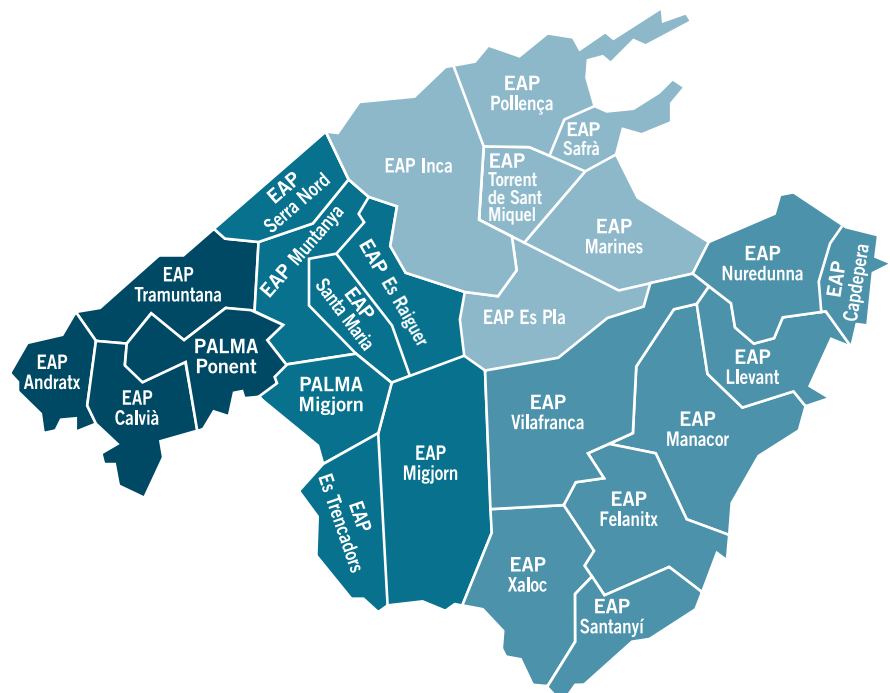 EAP
Pollença
EAP
Safrà
EAP Inca
EAP
Torrent
de Sant
Miquel
EAP
Serra Nord
EAP Muntanya
EAP
Marines
EAP
Nuredunna
EAP
Capdepera
EAP
Tramuntana
EAP Es Raiguer
EAP
Santa Maria
EAP Es Pla
EAP
Andratx
EAP
Calvià
PALMA
Ponent
EAP
Llevant
PALMA
Migjorn
EAP
Vilafranca
EAP
Manacor
EAP
Migjorn
EAP
Es Trencadors
EAP
Felanitx
EAP
Xaloc
EAP
Santanyí